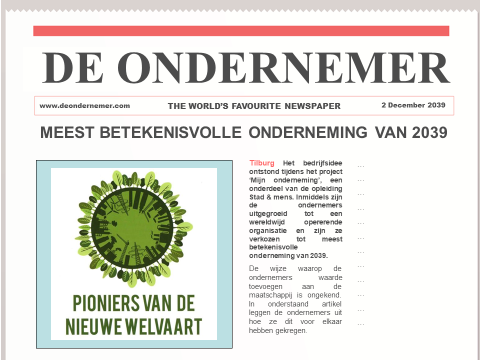 DE ONDERNEMER
www.deondernemer.com THE WORLD'S FAVOURITE NEWSPAPER 2 December 2039
MEEST BETEKENISVOLLE ONDERNEMING VAN 2039
PIONIERS VAN DE
NIEUWE WELVAART
Tilburg Het bedrijfsidee
ontstond tijdens het project
'Mijn onderneming', een
onderdeel van de opleiding
Stad & mens. Inmiddels zijn
de ondernemers
uitgegroeid tot een
wereldwijd opererende
organisatie en zijn ze
verkozen tot meest
betekenisvolle
onderneming van 2039.
De wijze waarop de
ondernemers waarde
toevoegen aan de
maatschappij is ongekend.
In onderstaand artikel
leggen de ondernemers uit
hoe ze dit voor elkaar
hebben gekregen.